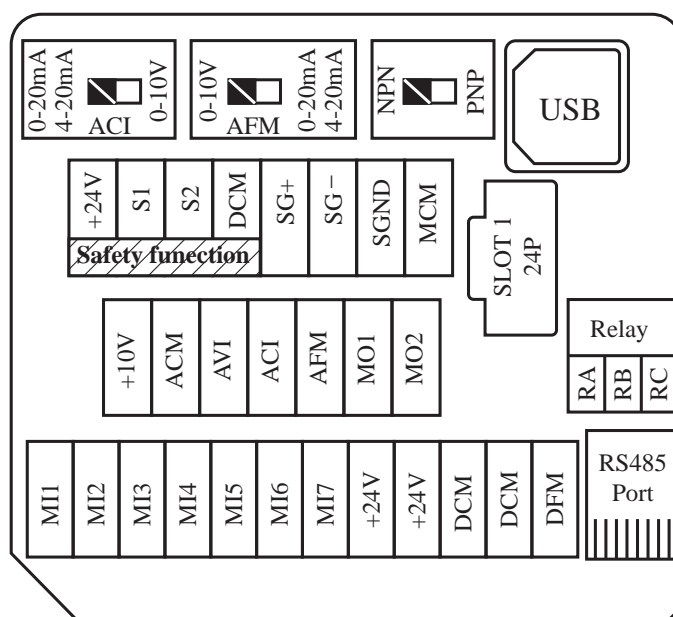 0-20mA
4-20mA
ACI
0-10V
0-10V
AFM
0-20mA
4-20mA
NPN
PNP
USB
+24V
S1
S2
DCM
SG+
SG−
SGND
MCM
Safety funection
SLOT 1
24P
+10V
ACM
AVI
ACI
AFM
MO1
MO2
Relay
RA
RB
RC
MI1
MI2
MI3
MI4
MI5
MI6
MI7
+24V
+24V
DCM
DCM
DFM
RS485
Port